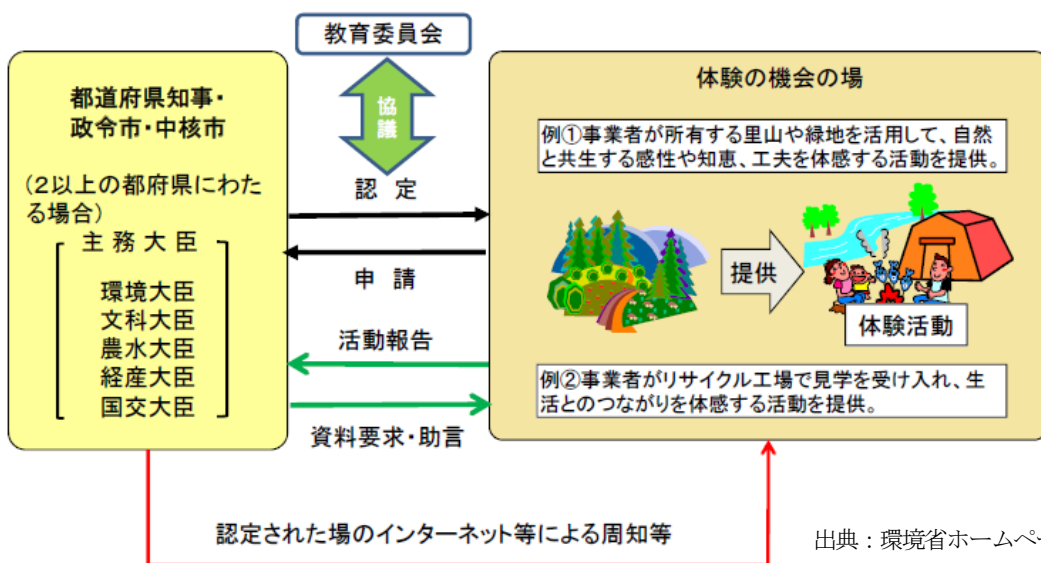 教育委員会
協
議
都道府県知事・
政令市・中核市
(2以上の都府県にわた
る場合)
主務大臣
環境大臣
文科大臣
農水大臣
経産大臣
国交大臣
認定
申請
活動報告
資料要求・助言
体験の機会の場
例①事業者が所有する里山や緑地を活用して、自然
と共生する感性や知恵、工夫を体感する活動を提供。
提供
体験活動
例②事業者がリサイクル工場で見学を受け入れ、生
活とのつながりを体感する活動を提供。
認定された場のインターネット等による周知等
出典：環境省ホームペー